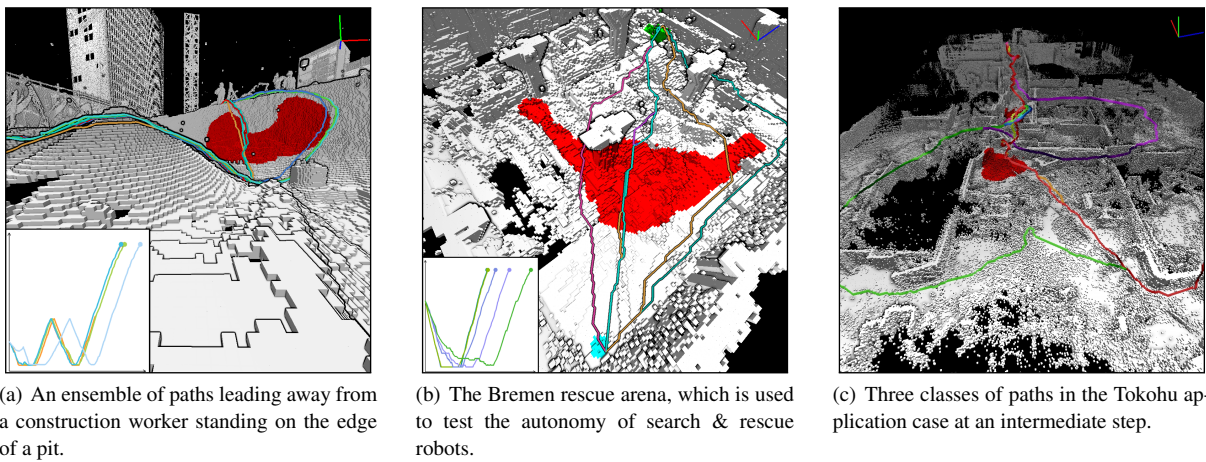 (a) An ensemble of paths leading away from
a construction worker standing on the edge
of a pit.
(b) The Bremen rescue arena, which is used
to test the autonomy of search & rescue
robots.
(c) Three classes of paths in the Tokohu ap-
plication case at an intermediate step.